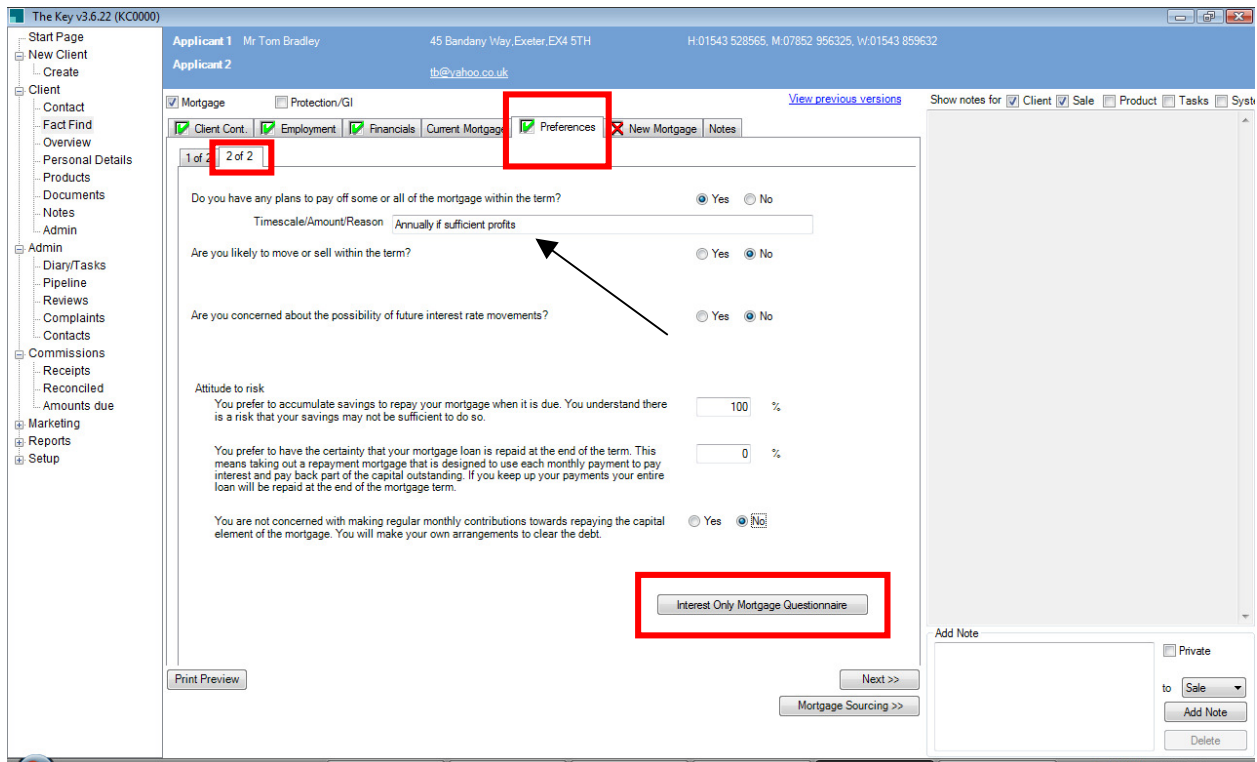 The Key v3.6.22 (KC0000)
Start Page
New Client
Create
Client
Contact
Fact Find
Overview
Personal Details
Products
Documents
Notes
Admin
Admin
Diary/Tasks
Pipeline
Reviews
Complaints
Contacts
Commissions
Receipts
Reconciled
Amounts due
Marketing
Reports
Setup
Applicant 1 Mr Tom Bradley 45 Bandany Way,Exeter,EX4 5TH H:01543 528565, M:07852 956325, W:01543 859632
Applicant 2
tb@yahoo.co.uk
Mortgage Protection/GI View previous versions
Client Cont. Employment Financials Current Mortgage Preferences New Mortgage Notes
1 of 2 2 of 2
Do you have any plans to pay off some or all of the mortgage within the term? Yes No
Timescale/Amount/Reason Annually if sufficient profits
Are you likely to move or sell within the term? Yes No
Are you concerned about the possibility of future interest rate movements? Yes No
Attitude to risk
You prefer to accumulate savings to repay your mortgage when it is due. You understand there 100 %
is a risk that your savings may not be sufficient to do so.
You prefer to have the certainty that your mortgage loan is repaid at the end of the term. This 0 %
means taking out a repayment mortgage that is designed to use each monthly payment to pay
interest and pay back part of the capital outstanding. If you keep up your payments your entire
loan will be repaid at the end of the mortgage term.
You are not concerned with making regular monthly contributions towards repaying the capital Yes No
element of the mortgage. You will make your own arrangements to clear the debt.
Interest Only Mortgage Questionnaire
Print Preview Next >>
Mortgage Sourcing >>
Show notes for Client Sale Product Tasks Syst
Add Note
Private
to Sale
Add Note
Delete